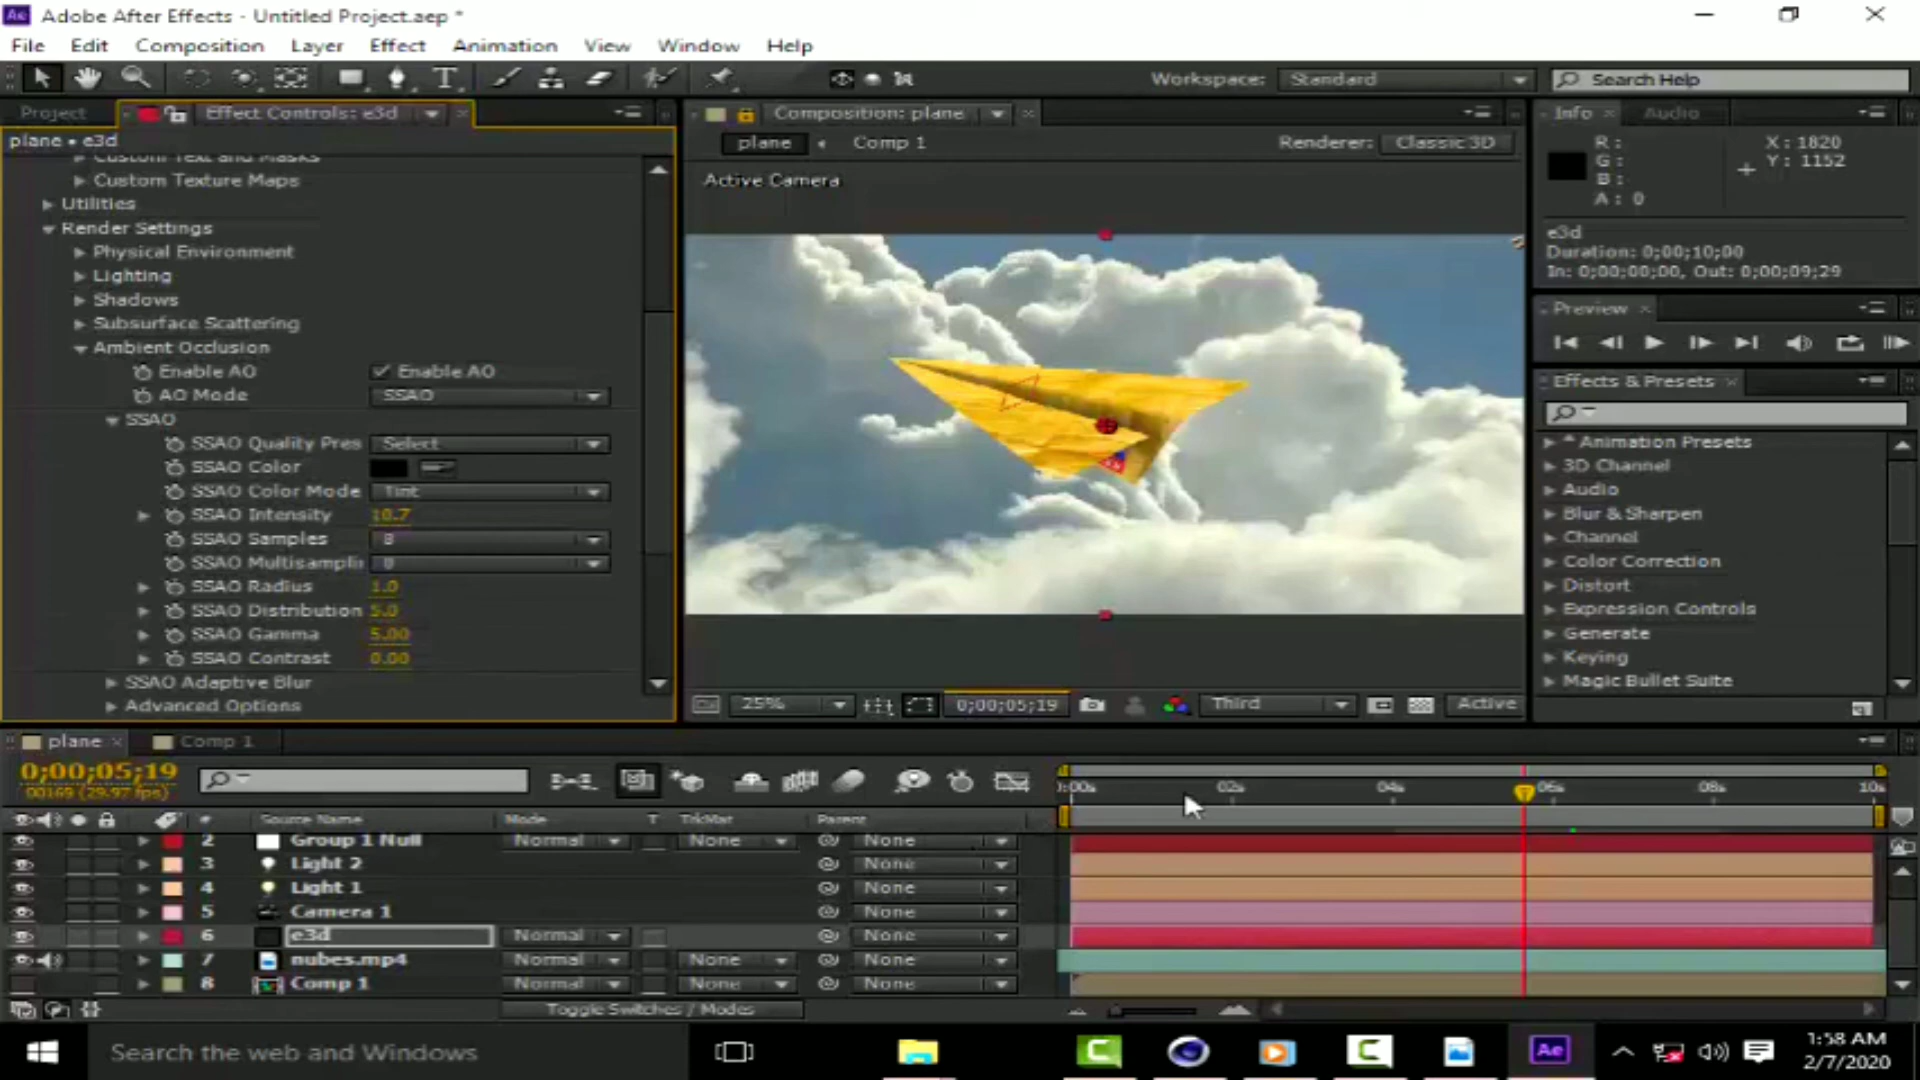 Adobe After Effects - Untitled Project.aep *
File Edit Composition Layer Effect Animation View Window Help
Workspace: Standard
Search Help
Project
Effect Controls: e3d
Composition: plane
Info
Audio
plane • e3d
Custom Text and Masks
Custom Texture Maps
Utilities
Render Settings
Physical Environment
Lighting
Shadows
Subsurface Scattering
Ambient Occlusion
Enable AO Enable AO
AO Mode SSAO
SSAO
SSAO Quality Pres Select
SSAO Color
SSAO Color Mode Tint
SSAO Intensity 10.7
SSAO Samples 8
SSAO Multisampli 0
SSAO Radius 1.0
SSAO Distribution 5.0
SSAO Gamma 5.00
SSAO Contrast 0.00
SSAO Adaptive Blur
Advanced Options
plane Comp 1
Renderer: Classic 3D
Active Camera
25%
0;00;05;19
Third
Active
R:
G:
B:
A: 0
X: 1820
Y: 1152
e3d
Duration: 0;00;10;00
In: 0;00;00;00, Out: 0;00;09;29
Preview
Effects & Presets
* Animation Presets
3D Channel
Audio
Blur & Sharpen
Channel
Color Correction
Distort
Expression Controls
Generate
Keying
Magic Bullet Suite
plane Comp 1
0;00;05;19
00169 (29.97 fps)
# Source Name Mode T TrkMat Parent
2 Group 1 Null Normal None None
3 Light 2 None
4 Light 1 None
5 Camera 1 None
6 e3d Normal None
7 nubes.mp4 Normal None None
8 Comp 1 Normal None None
Toggle Switches / Modes
):00s 02s 04s 06s 08s 10s
Search the web and Windows
Ae
1:58 AM
2/7/2020